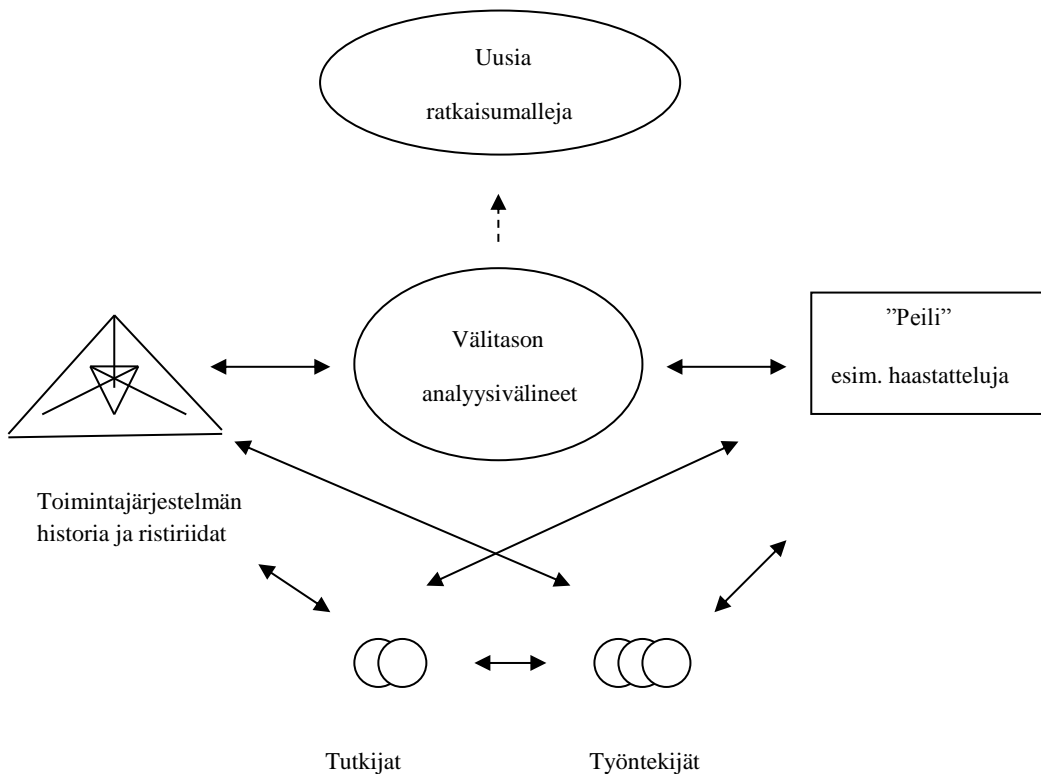 Uusia
ratkaisumalleja
Välitason
analyysivälineet
”Peili”
esim. haastatteluja
Toimintajärjestelmän
historia ja ristiriidat
Tutkijat
Työntekijät